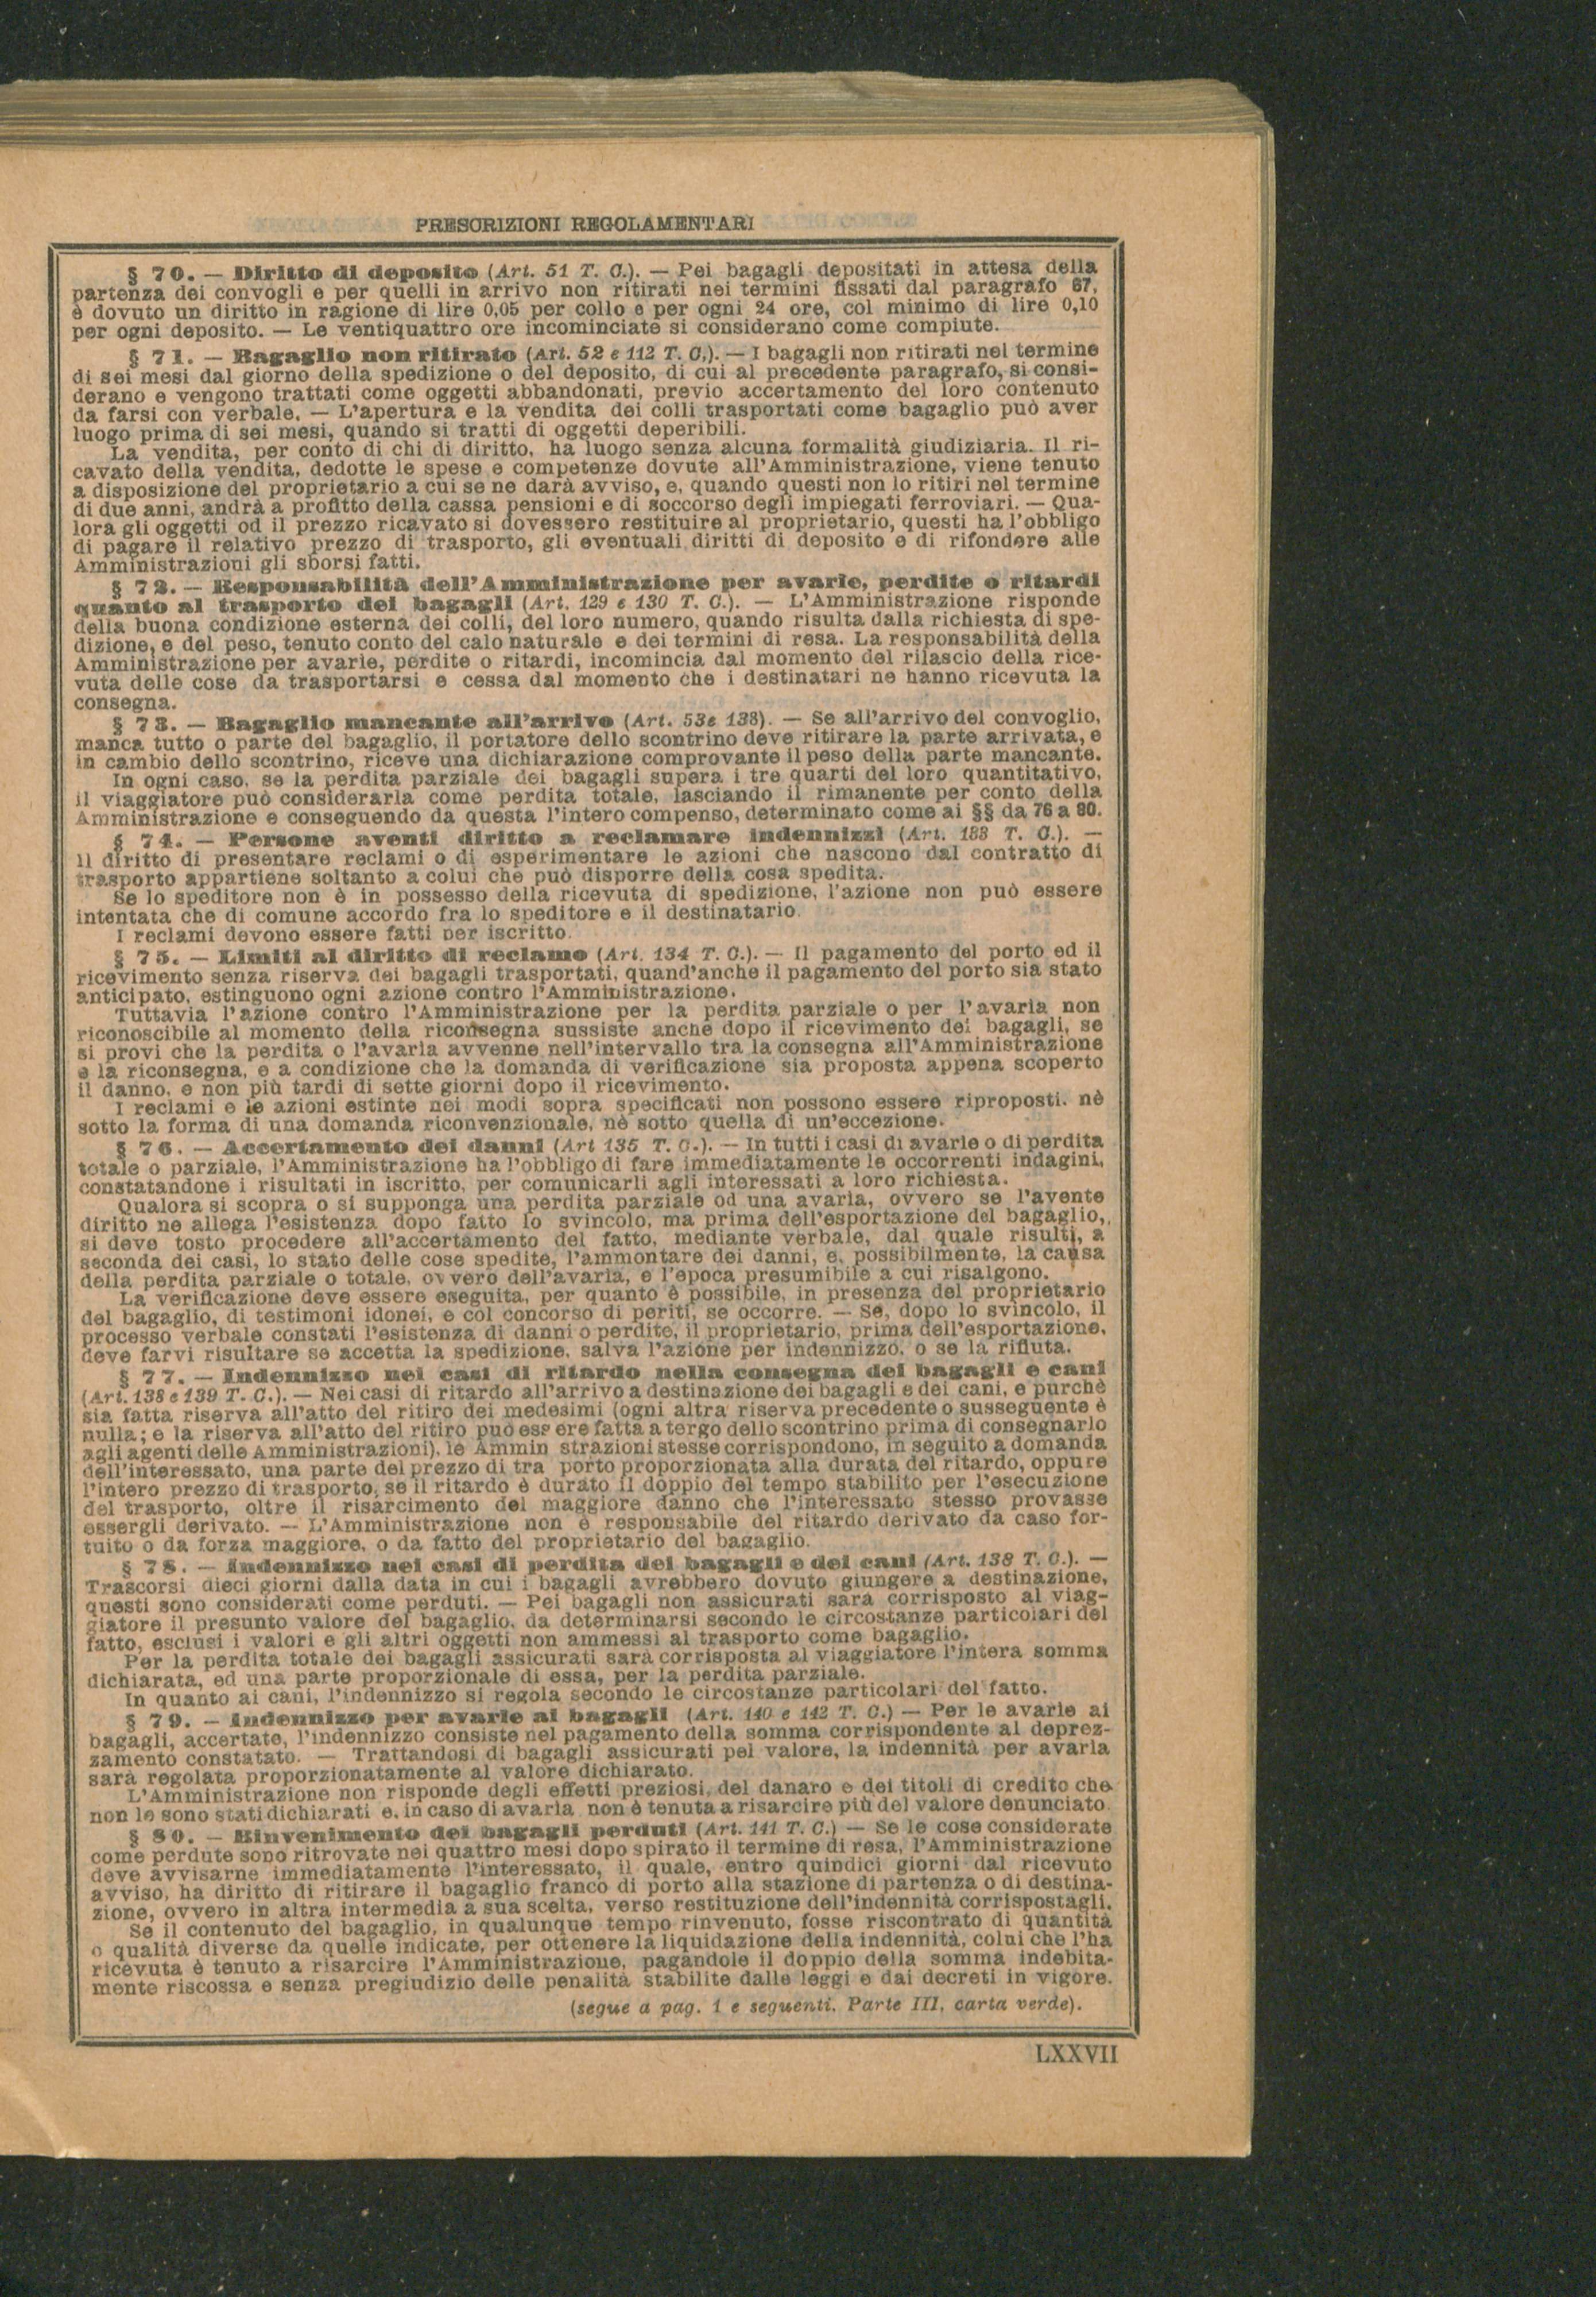 PRESCRIZIONI REGOLAMENTARI
§ 70. — Diritto di deposito (Art. 51 T. C.). — Pei bagagli depositati in attesa della
partenza dei convogli e per quelli in arrivo non ritirati nei termini fissati dal paragrafo 67,
è dovuto un diritto in ragione di lire 0,05 per collo e per ogni 24 ore, col minimo di lire 0,10
per ogni deposito. — Le ventiquattro ore incominciate si considerano come compiute.
§ 71. — Bagaglio non ritirato (Art. 52 e 112 T. C.). — I bagagli non ritirati nel termine
di sei mesi dal giorno della spedizione o del deposito, di cui al precedente paragrafo, si consi-
derano e vengono trattati come oggetti abbandonati, previo accertamento del loro contenuto
da farsi con verbale. — L'apertura e la vendita dei colli trasportati come bagaglio può aver
luogo prima di sei mesi, quando si tratti di oggetti deperibili.
La vendita, per conto di chi di diritto, ha luogo senza alcuna formalità giudiziaria. Il ri-
cavato della vendita, dedotte le spese e competenze dovute all'Amministrazione, viene tenuto
a disposizione del proprietario a cui se ne darà avviso, e, quando questi non lo ritiri nel termine
di due anni, andrà a profitto della cassa pensioni e di soccorso degli impiegati ferroviari. — Qua-
lora gli oggetti od il prezzo ricavato si dovessero restituire al proprietario, questi ha l'obbligo
di pagare il relativo prezzo di trasporto, gli eventuali diritti di deposito e di rifondere alle
Amministrazioni gli sborsi fatti.
§ 72. — Responsabilità dell'Amministrazione per avarie, perdite o ritardi
quanto al trasporto dei bagagli (Art. 129 e 130 T. C.). — L'Amministrazione risponde
della buona condizione esterna dei colli, del loro numero, quando risulta dalla richiesta di spe-
dizione, e del peso, tenuto conto del calo naturale e dei termini di resa. La responsabilità della
Amministrazione per avarie, perdite o ritardi, incomincia dal momento del rilascio della rice-
vuta delle cose da trasportarsi e cessa dal momento che i destinatari ne hanno ricevuta la
consegna.
§ 73. — Bagaglio mancante all'arrivo (Art. 53 e 138). — Se all'arrivo del convoglio,
manca tutto o parte del bagaglio, il portatore dello scontrino deve ritirare la parte arrivata, e
in cambio dello scontrino, riceve una dichiarazione comprovante il peso della parte mancante.
In ogni caso, se la perdita parziale dei bagagli supera i tre quarti del loro quantitativo,
il viaggiatore può considerarla come perdita totale, lasciando il rimanente per conto della
Amministrazione e conseguendo da questa l'intero compenso, determinato come ai §§ da 76 a 80.
§ 74. — Persone aventi diritto a reclamare indennizzi (Art. 133 T. C.). —
Il diritto di presentare reclami o di esperimentare le azioni che nascono dal contratto di
trasporto appartiene soltanto a colui che può disporre della cosa spedita.
Se lo speditore non è in possesso della ricevuta di spedizione, l'azione non può essere
intentata che di comune accordo fra lo speditore e il destinatario.
I reclami devono essere fatti per iscritto.
§ 75. — Limiti al diritto di reclamo (Art. 134 T. C.). — Il pagamento del porto ed il
ricevimento senza riserva dei bagagli trasportati, quand'anche il pagamento del porto sia stato
anticipato, estinguono ogni azione contro l'Amministrazione.
Tuttavia l'azione contro l'Amministrazione per la perdita parziale o per l'avaria non
riconoscibile al momento della riconsegna sussiste anche dopo il ricevimento dei bagagli, se
si provi che la perdita o l'avaria avvenne nell'intervallo tra la consegna all'Amministrazione
e la riconsegna, e a condizione che la domanda di verificazione sia proposta appena scoperto
il danno, e non più tardi di sette giorni dopo il ricevimento.
I reclami e le azioni estinte nei modi sopra specificati non possono essere riproposti, nè
sotto la forma di una domanda riconvenzionale, nè sotto quella di un'eccezione.
§ 76. — Accertamento dei danni (Art 135 T. C.). — In tutti i casi di avarie o di perdita
totale o parziale, l'Amministrazione ha l'obbligo di fare immediatamente le occorrenti indagini,
constatandone i risultati in iscritto, per comunicarli agli interessati a loro richiesta.
Qualora si scopra o si supponga una perdita parziale od una avaria, ovvero se l'avente
diritto ne allega l'esistenza dopo fatto lo svincolo, ma prima dell'esportazione del bagaglio,
si deve tosto procedere all'accertamento del fatto, mediante verbale, dal quale risulti, a
seconda dei casi, lo stato delle cose spedite, l'ammontare dei danni, e, possibilmente, la causa
della perdita parziale o totale, ovvero dell'avaria, e l'epoca presumibile a cui risalgono.
La verificazione deve essere eseguita, per quanto è possibile, in presenza del proprietario
del bagaglio, di testimoni idonei, e col concorso di periti, se occorre. — Se, dopo lo svincolo, il
processo verbale constati l'esistenza di danni o perdite, il proprietario, prima dell'esportazione,
deve farvi risultare se accetta la spedizione, salva l'azione per indennizzo, o se la rifiuta.
§ 77. — Indennizzo nei casi di ritardo nella consegna dei bagagli e cani
(Art. 138 e 139 T. C.). — Nei casi di ritardo all'arrivo a destinazione dei bagagli e dei cani, e purchè
sia fatta riserva all'atto del ritiro dei medesimi (ogni altra riserva precedente o susseguente è
nulla; e la riserva all'atto del ritiro può essere fatta a tergo dello scontrino prima di consegnarlo
agli agenti delle Amministrazioni), le Ammin strazioni stesse corrispondono, in seguito a domanda
dell'interessato, una parte del prezzo di tra porto proporzionata alla durata del ritardo, oppure
l'intero prezzo di trasporto, se il ritardo è durato il doppio del tempo stabilito per l'esecuzione
del trasporto, oltre il risarcimento del maggiore danno che l'interessato stesso provasse
essergli derivato. — L'Amministrazione non è responsabile del ritardo derivato da caso for-
tuito o da forza maggiore, o da fatto del proprietario del bagaglio.
§ 78. — Indennizzo nei casi di perdita dei bagagli e dei cani (Art. 138 T. C.). —
Trascorsi dieci giorni dalla data in cui i bagagli avrebbero dovuto giungere a destinazione,
questi sono considerati come perduti. — Pei bagagli non assicurati sarà corrisposto al viag-
giatore il presunto valore del bagaglio, da determinarsi secondo le circostanze particolari del
fatto, esclusi i valori e gli altri oggetti non ammessi al trasporto come bagaglio.
Per la perdita totale dei bagagli assicurati sarà corrisposta al viaggiatore l'intera somma
dichiarata, ed una parte proporzionale di essa, per la perdita parziale.
In quanto ai cani, l'indennizzo si regola secondo le circostanze particolari del fatto.
§ 79. — Indennizzo per avarie ai bagagli (Art. 140 e 142 T. C.) — Per le avarie ai
bagagli, accertate, l'indennizzo consiste nel pagamento della somma corrispondente al deprez-
zamento constatato. — Trattandosi di bagagli assicurati pel valore, la indennità per avaria
sarà regolata proporzionatamente al valore dichiarato.
L'Amministrazione non risponde degli effetti preziosi, del danaro e dei titoli di credito che
non le sono stati dichiarati e, in caso di avaria non è tenuta a risarcire più del valore denunciato.
§ 80. — Rinvenimento dei bagagli perduti (Art. 141 T. C.) — Se le cose considerate
come perdute sono ritrovate nei quattro mesi dopo spirato il termine di resa, l'Amministrazione
deve avvisarne immediatamente l'interessato, il quale, entro quindici giorni dal ricevuto
avviso, ha diritto di ritirare il bagaglio franco di porto alla stazione di partenza o di destina-
zione, ovvero in altra intermedia a sua scelta, verso restituzione dell'indennità corrispostagli.
Se il contenuto del bagaglio, in qualunque tempo rinvenuto, fosse riscontrato di quantità
o qualità diverse da quelle indicate, per ottenere la liquidazione della indennità, colui che l'ha
ricevuta è tenuto a risarcire l'Amministrazione, pagandole il doppio della somma indebita-
mente riscossa e senza pregiudizio delle penalità stabilite dalle leggi e dai decreti in vigore.
(segue a pag. 1 e seguenti, Parte III, carta verde).
LXXVII